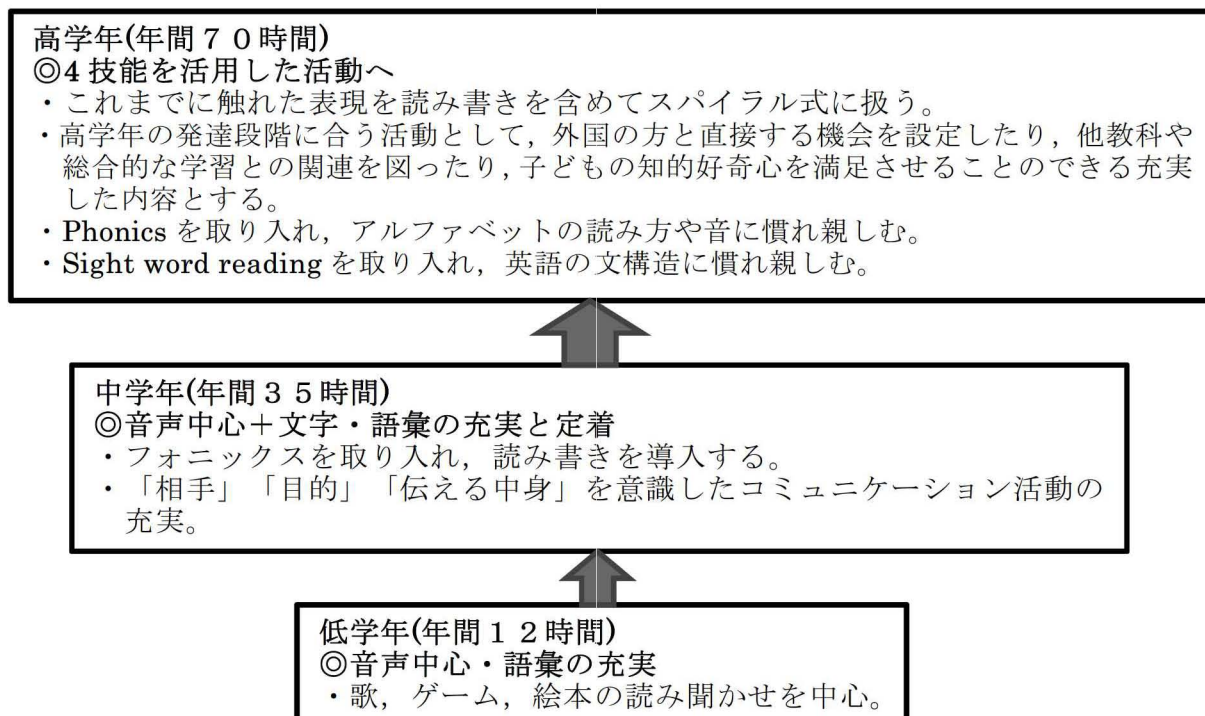 高学年(年間７０時間)
◎4 技能を活用した活動へ
・これまでに触れた表現を読み書きを含めてスパイラル式に扱う。
・高学年の発達段階に合う活動として，外国の方と直接する機会を設定したり，他教科や
総合的な学習との関連を図ったり，子どもの知的好奇心を満足させることのできる充実
した内容とする。
・Phonics を取り入れ，アルファベットの読み方や音に慣れ親しむ。
・Sight word reading を取り入れ，英語の文構造に慣れ親しむ。
中学年(年間３５時間)
◎音声中心＋文字・語彙の充実と定着
・フォニックスを取り入れ，読み書きを導入する。
・「相手」「目的」「伝える中身」を意識したコミュニケーション活動の
充実。
低学年(年間１２時間)
◎音声中心・語彙の充実
・歌，ゲーム，絵本の読み聞かせを中心。